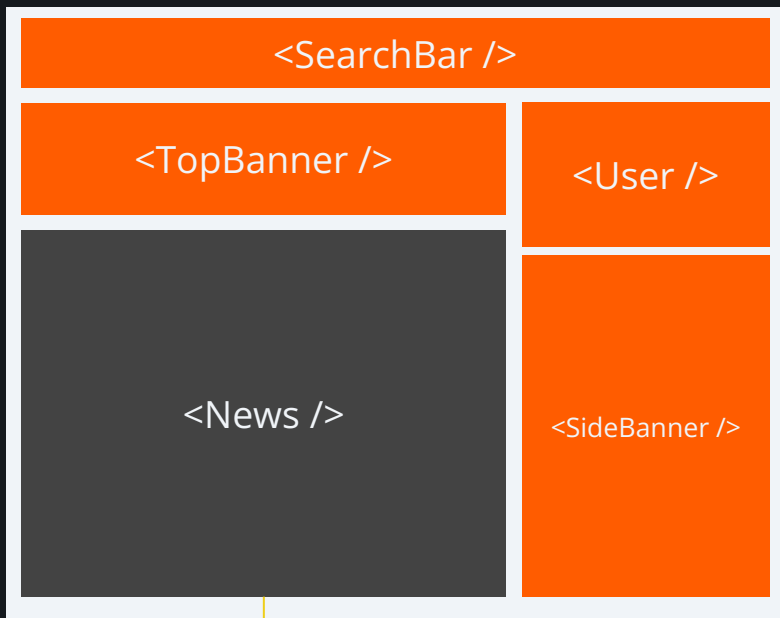 <SearchBar />
<TopBanner />
<User />
<News />
<SideBanner />